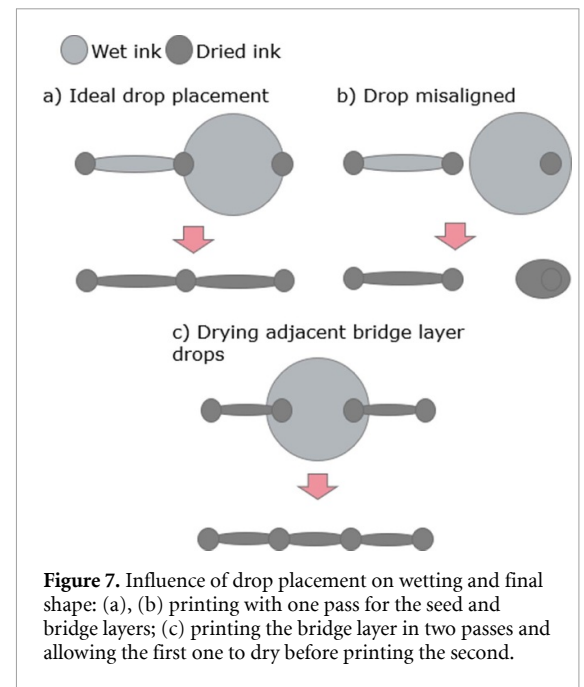 Wet ink Dried ink
a) Ideal drop placement
b) Drop misaligned
c) Drying adjacent bridge layer
drops
Figure 7. Influence of drop placement on wetting and final
shape: (a), (b) printing with one pass for the seed and
bridge layers; (c) printing the bridge layer in two passes and
allowing the first one to dry before printing the second.